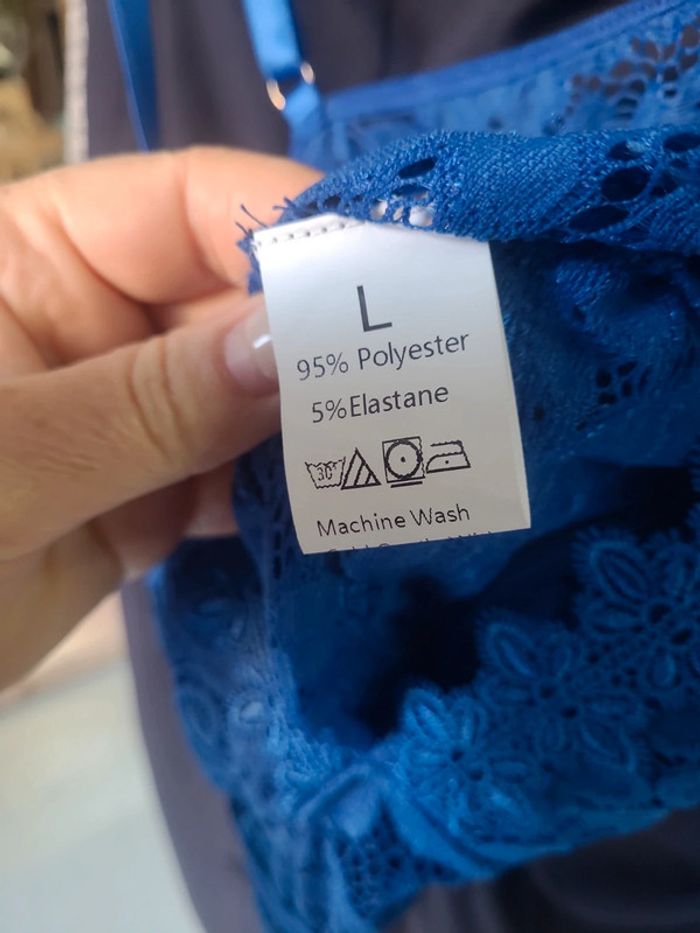 L
95% Polyester
5%Elastane
30°
Machine Wash